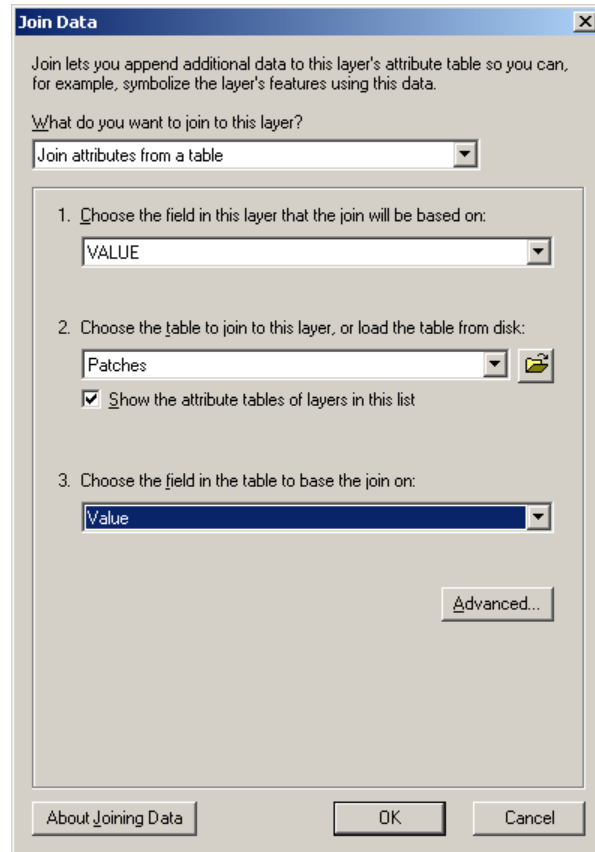 Join Data
Join lets you append additional data to this layer's attribute table so you can,
for example, symbolize the layer's features using this data.
What do you want to join to this layer?
Join attributes from a table
1. Choose the field in this layer that the join will be based on:
VALUE
2. Choose the table to join to this layer, or load the table from disk:
Patches
Show the attribute tables of layers in this list
3. Choose the field in the table to base the join on:
Value
Advanced...
About Joining Data OK Cancel